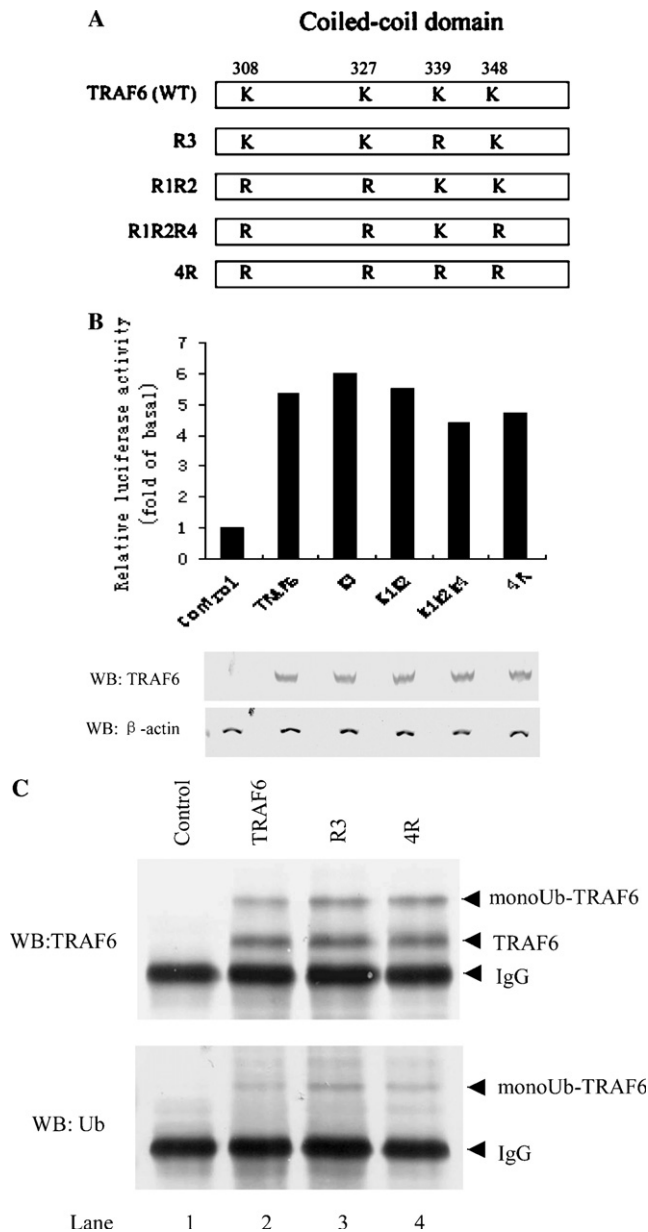 A Coiled-coil domain
308 327 339 348
TRAF6 (WT) K K K K
R3 K K R K
R1R2 R R K K
R1R2R4 R R K R
4R R R R R
B
Relative luciferase activity
(fold of basal)
7
6
5
4
3
2
1
0
Control TRAF6 R3 R1R2 R1R2R4 4R
WB: TRAF6
WB: β-actin
C
Control TRAF6 R3 4R
WB:TRAF6
monoUb-TRAF6
TRAF6
IgG
WB: Ub
monoUb-TRAF6
IgG
Lane 1 2 3 4